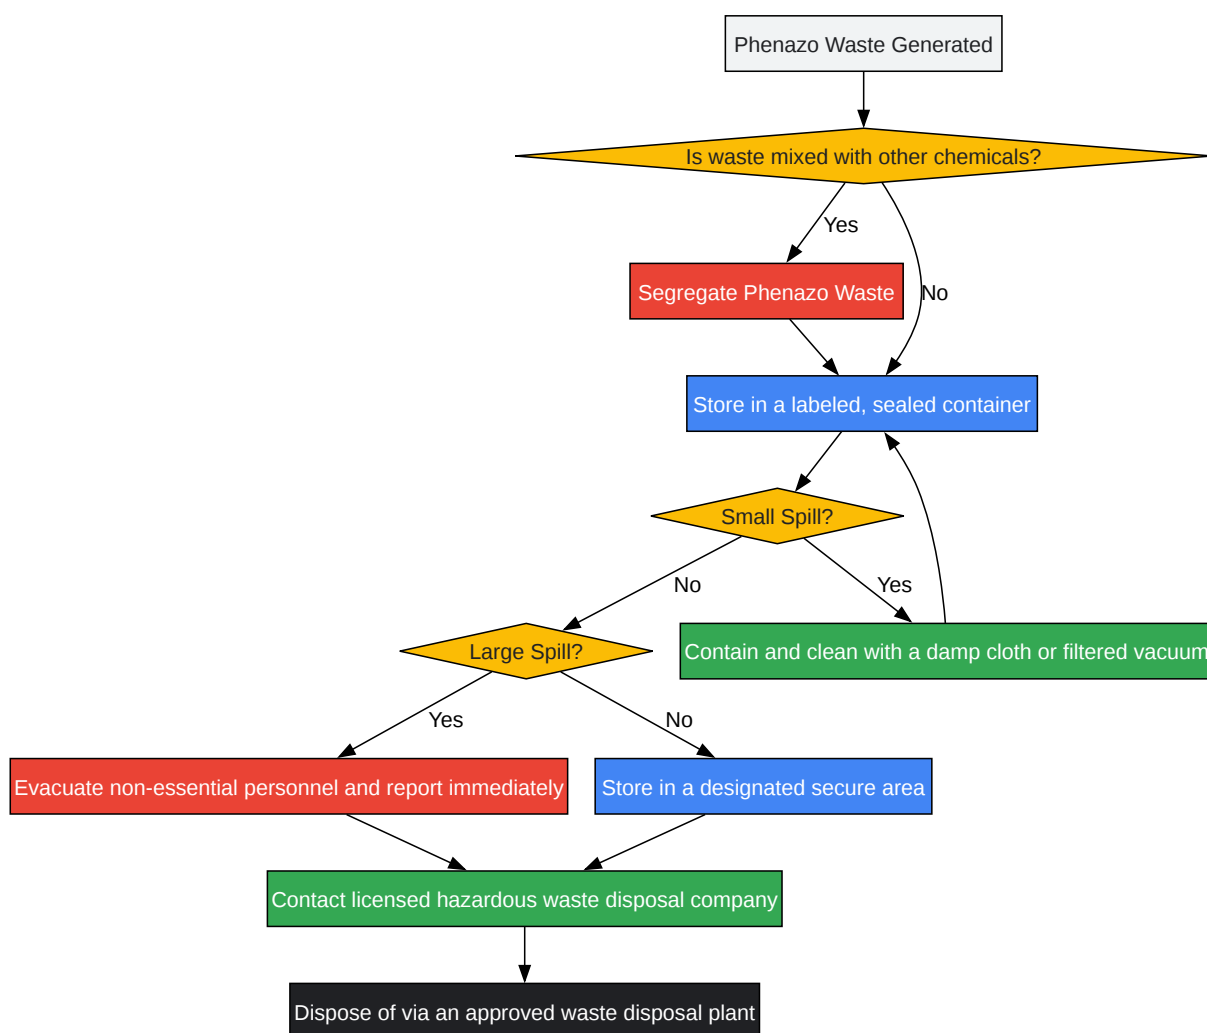 Phenazo Waste Generated
Is waste mixed with other chemicals?
Yes
Segregate Phenazo Waste
No
Store in a labeled, sealed container
Small Spill?
No
Yes
Large Spill?
Contain and clean with a damp cloth or filtered vacuum
Yes
No
Evacuate non-essential personnel and report immediately
Store in a designated secure area
Contact licensed hazardous waste disposal company
Dispose of via an approved waste disposal plant